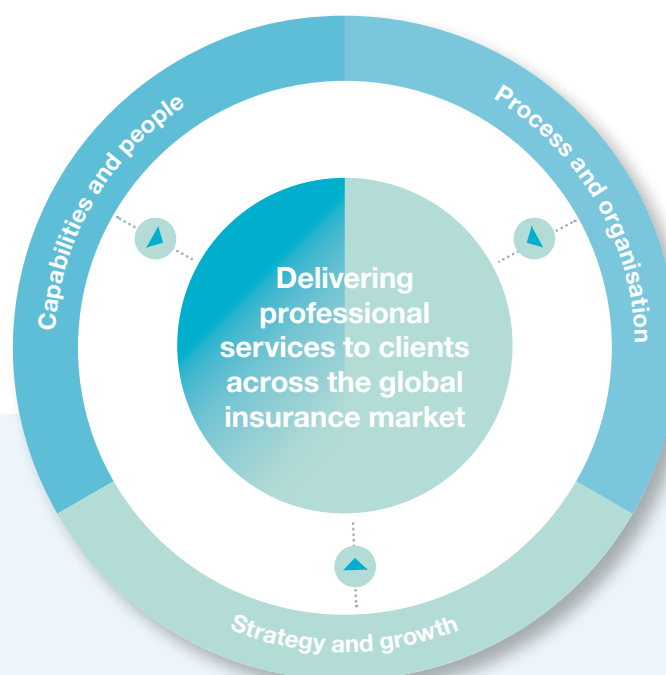 Capabilities and people
Process and organisation
Delivering
professional
services to clients
across the global
insurance market
Strategy and growth